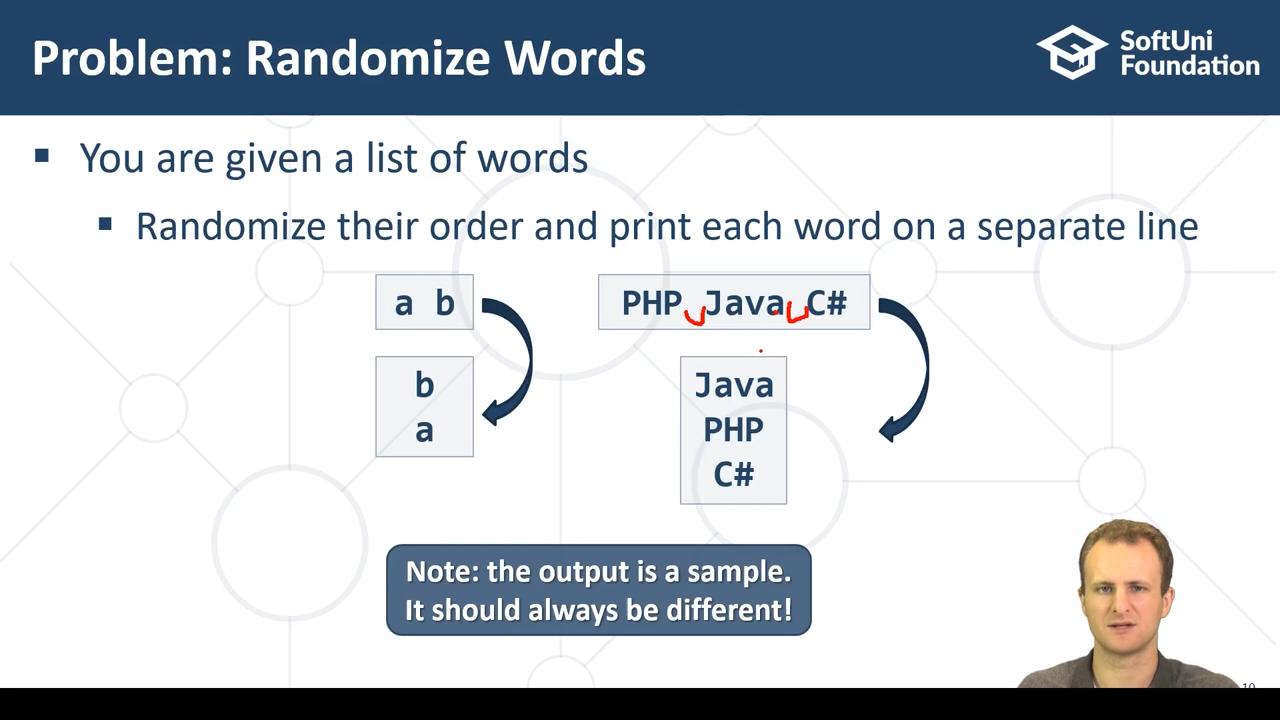 Problem: Randomize Words
SoftUni
Foundation
You are given a list of words
Randomize their order and print each word on a separate line
a b
b
a
PHP Java C#
Java
PHP
C#
Note: the output is a sample.
It should always be different!